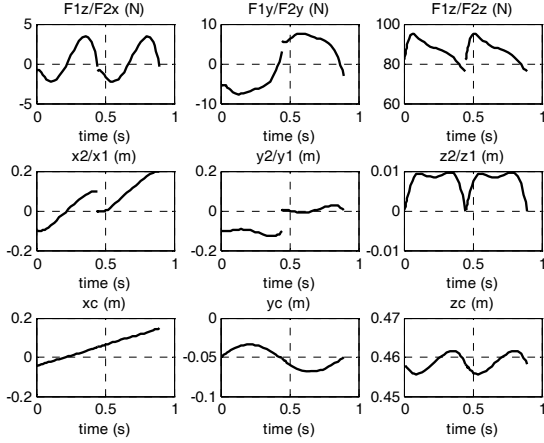 F1z/F2x (N) F1y/F2y (N) F1z/F2z (N)
5 10 100
0 0 80
-5 -10 60
0 0.5 1 0 0.5 1 0 0.5 1
time (s) time (s) time (s)
x2/x1 (m) y2/y1 (m) z2/z1 (m)
0.2 0.2 0.01
0 0 0
-0.2 -0.2 -0.01
0 0.5 1 0 0.5 1 0 0.5 1
time (s) time (s) time (s)
xc (m) yc (m) zc (m)
0.2 0 0.47
0 -0.05 0.46
-0.2 -0.1 0.45
0 0.5 1 0 0.5 1 0 0.5 1
time (s) time (s) time (s)